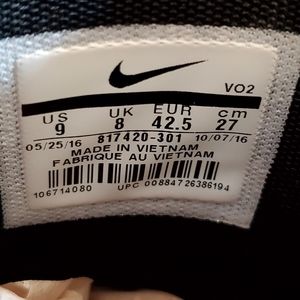 VO2
US UK EUR cm
9 8 42.5 27
05/25/16 817420-301 10/07/16
MADE IN VIETNAM
FABRIQUE AU VIETNAM
106714080 UPC 00884726386194